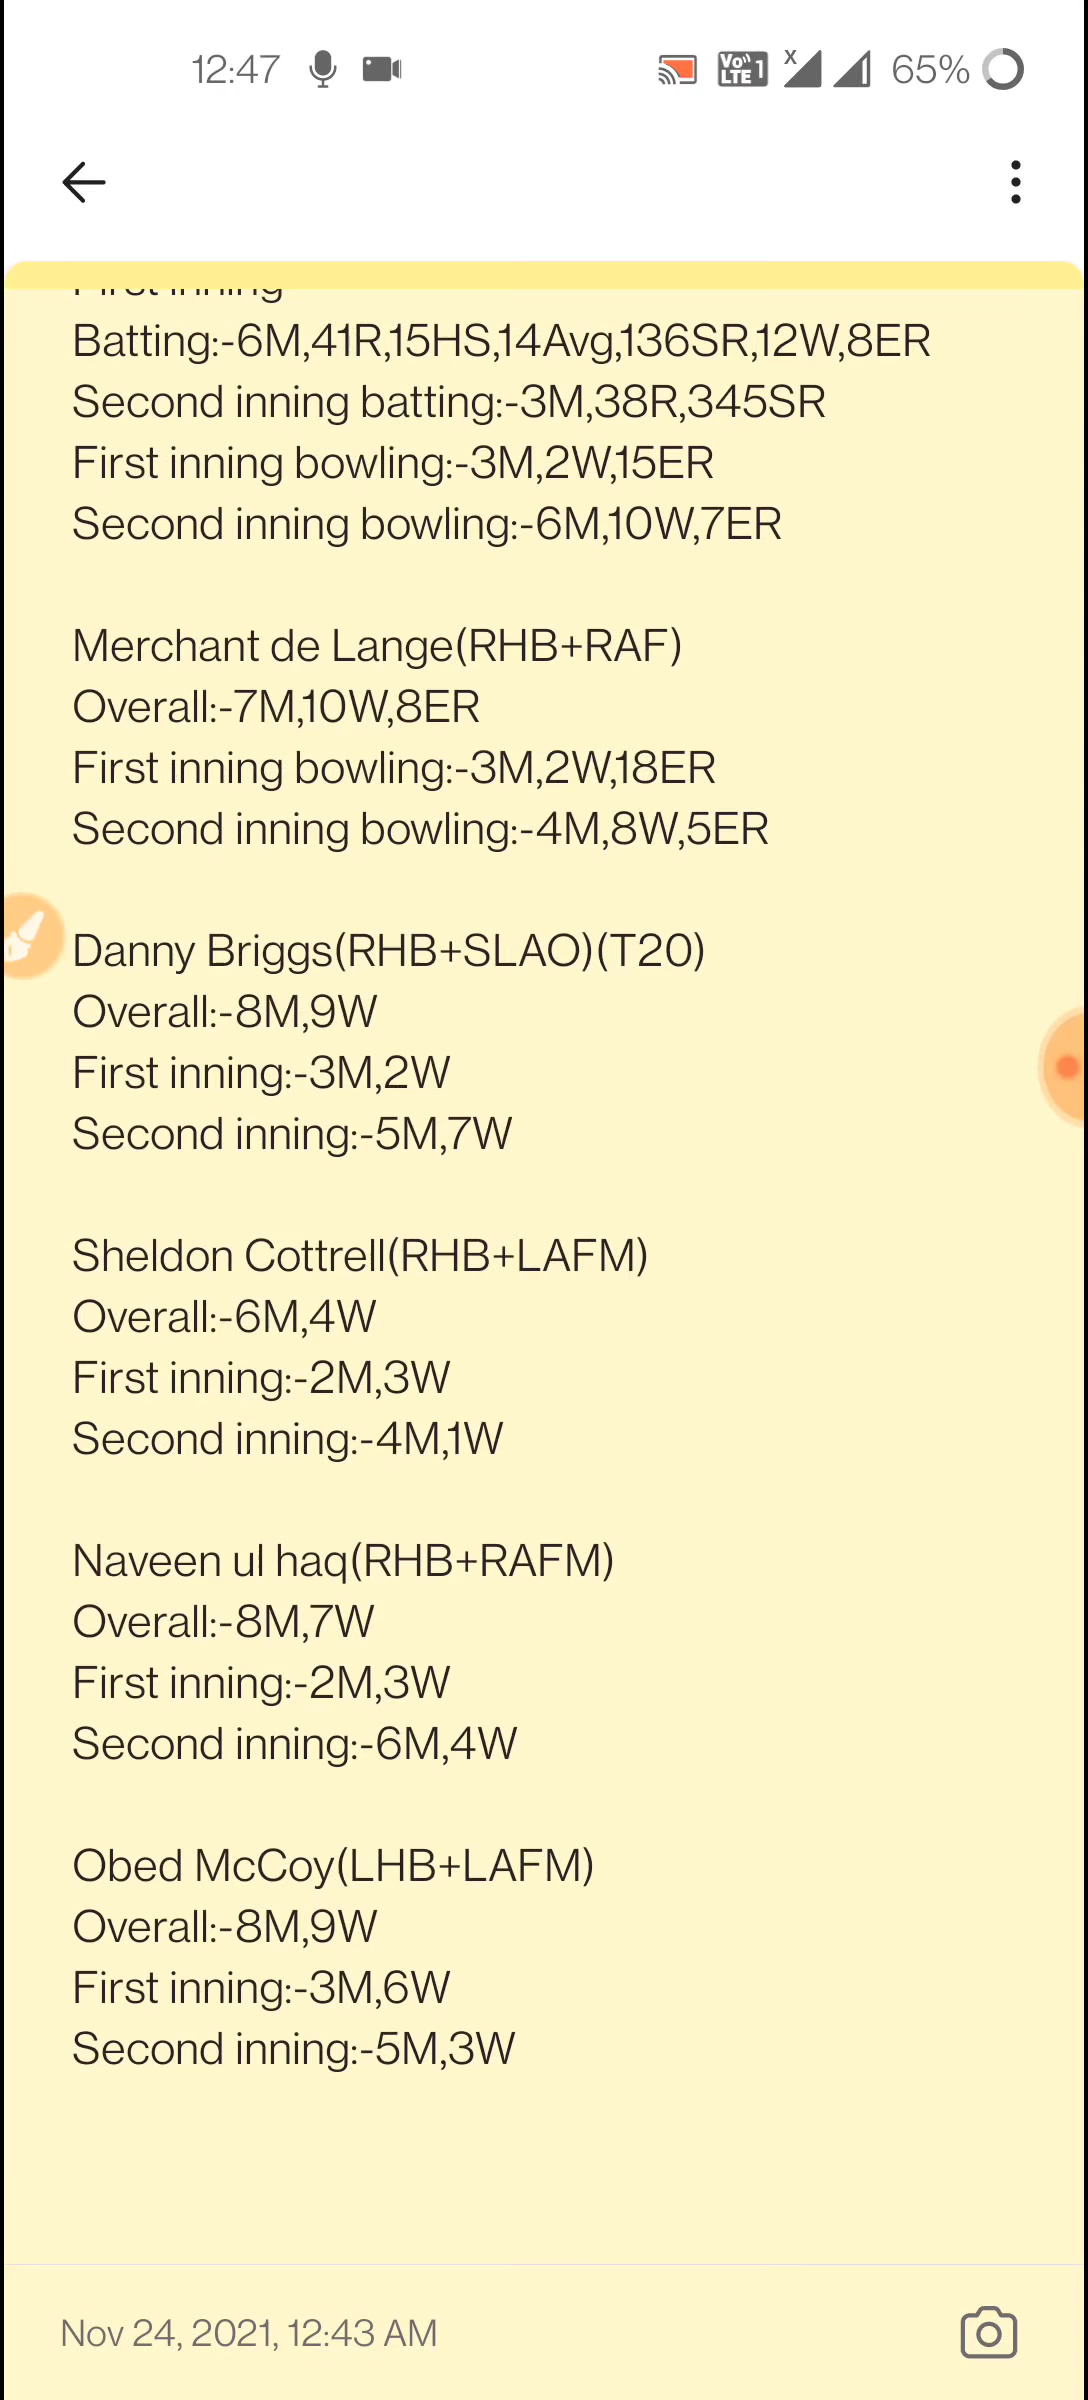 12:47
Vo)) 1
LTE
x
65%
First inning
Batting:-6M,41R,15HS,14Avg,136SR,12W,8ER
Second inning batting:-3M,38R,345SR
First inning bowling:-3M,2W,15ER
Second inning bowling:-6M,10W,7ER
Merchant de Lange(RHB+RAF)
Overall:-7M,10W,8ER
First inning bowling:-3M,2W,18ER
Second inning bowling:-4M,8W,5ER
Danny Briggs(RHB+SLAO)(T20)
Overall:-8M,9W
First inning:-3M,2W
Second inning:-5M,7W
Sheldon Cottrell(RHB+LAFM)
Overall:-6M,4W
First inning:-2M,3W
Second inning:-4M,1W
Naveen ul haq(RHB+RAFM)
Overall:-8M,7W
First inning:-2M,3W
Second inning:-6M,4W
Obed McCoy(LHB+LAFM)
Overall:-8M,9W
First inning:-3M,6W
Second inning:-5M,3W
Nov 24, 2021, 12:43 AM